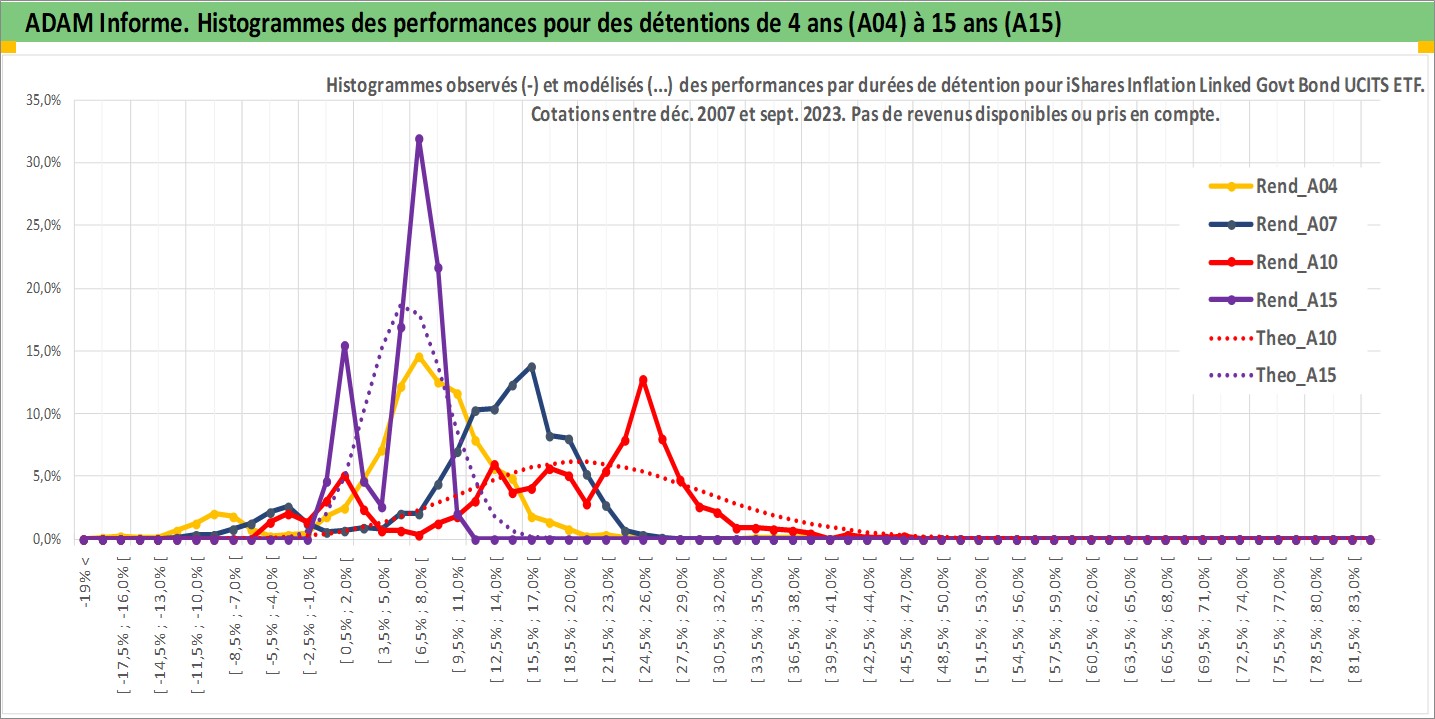 ADAM Informe. Histogrammes des performances pour des détentions de 4 ans (A04) à 15 ans (A15)
Histogrammes observés (-) et modélisés (...) des performances par durées de détention pour iShares Inflation Linked Govt Bond UCITS ETF.
Cotations entre déc. 2007 et sept. 2023. Pas de revenus disponibles ou pris en compte.
35,0%
30,0%
25,0%
20,0%
15,0%
10,0%
5,0%
0,0%
Rend_A04
Rend_A07
Rend_A10
Rend_A15
Theo_A10
Theo_A15
-19% <
[ -17,5% ; -16,0% [
[ -14,5% ; -13,0% [
[ -11,5% ; -10,0% [
[ -8,5% ; -7,0% [
[ -5,5% ; -4,0% [
[ -2,5% ; -1,0% [
[ 0,5% ; 2,0% [
[ 3,5% ; 5,0% [
[ 6,5% ; 8,0% [
[ 9,5% ; 11,0% [
[ 12,5% ; 14,0% [
[ 15,5% ; 17,0% [
[ 18,5% ; 20,0% [
[ 21,5% ; 23,0% [
[ 24,5% ; 26,0% [
[ 27,5% ; 29,0% [
[ 30,5% ; 32,0% [
[ 33,5% ; 35,0% [
[ 36,5% ; 38,0% [
[ 39,5% ; 41,0% [
[ 42,5% ; 44,0% [
[ 45,5% ; 47,0% [
[ 48,5% ; 50,0% [
[ 51,5% ; 53,0% [
[ 54,5% ; 56,0% [
[ 57,5% ; 59,0% [
[ 60,5% ; 62,0% [
[ 63,5% ; 65,0% [
[ 66,5% ; 68,0% [
[ 69,5% ; 71,0% [
[ 72,5% ; 74,0% [
[ 75,5% ; 77,0% [
[ 78,5% ; 80,0% [
[ 81,5% ; 83,0% [